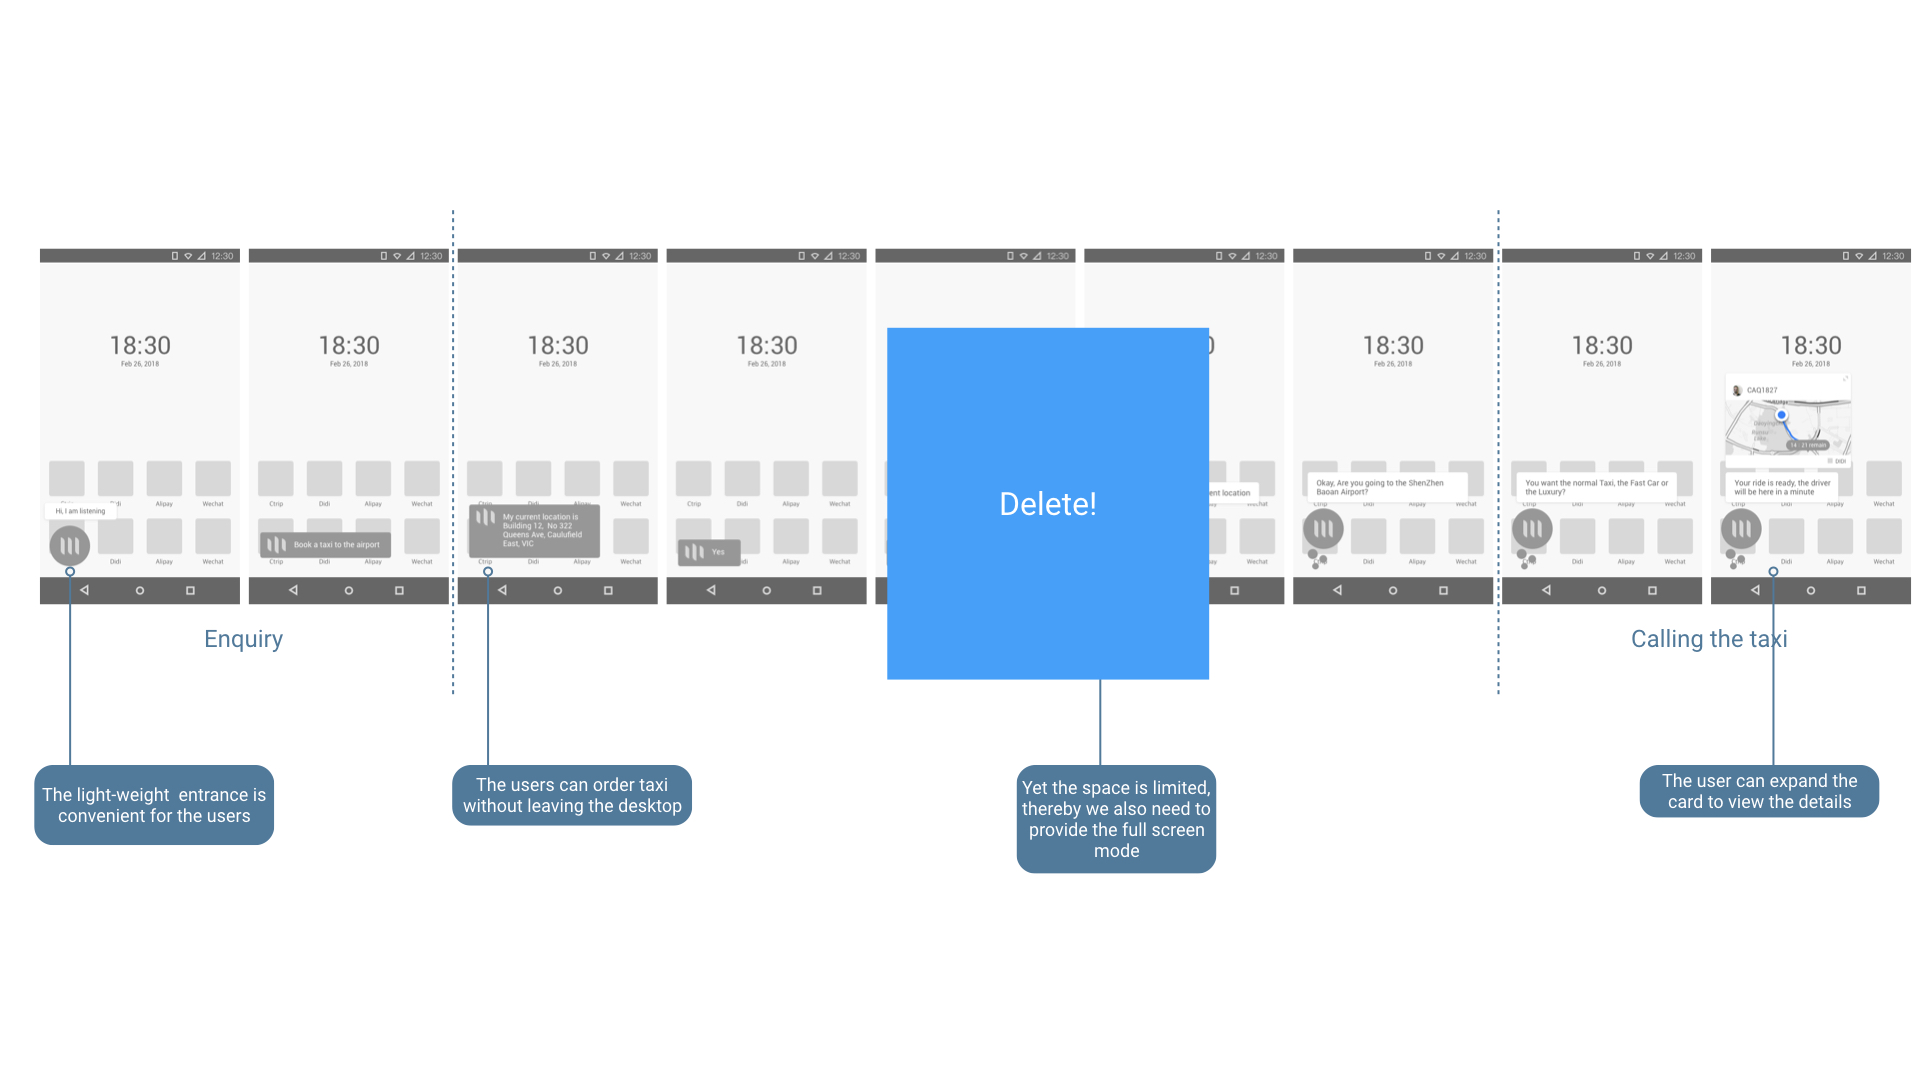 12:30
12:30
12:30
12:30
12:30
12:30
12:30
12:30
12:30
18:30
Feb 26, 2018
18:30
Feb 26, 2018
18:30
Feb 26, 2018
18:30
Feb 26, 2018
18:30
Feb 26, 2018
18:30
Feb 26, 2018
18:30
Feb 26, 2018
CAQ1827
14 : 21 remain
DiDi
Alipay
Wechat
Hi, I am listening
Didi
Alipay
Wechat
Ctrip
Didi
Alipay
Wechat
Book a taxi to the airport
Ctrip
Didi
Alipay
Wechat
Ctrip
Didi
Alipay
Wechat
My current location is
Building 12, No 322
Queens Ave, Caulufield
East, VIC
Ctrip
Didi
Alipay
Wechat
Ctrip
Didi
Alipay
Wechat
Yes
Alipay
Wechat
Delete!
location
Wechat
Okay, Are you going to the ShenZhen
Baoan Airport?
Ctrip
Didi
Alipay
Wechat
Didi
Alipay
Wechat
You want the normal Taxi, the Fast Car or
the Luxury?
Ctrip
Didi
Alipay
Wechat
Didi
Alipay
Wechat
Your ride is ready, the driver
will be here in a minute
Ctrip
Didi
Alipay
Wechat
Didi
Alipay
Wechat
Enquiry
Calling the taxi
The light-weight entrance is
convenient for the users
The users can order taxi
without leaving the desktop
Yet the space is limited,
thereby we also need to
provide the full screen
mode
The user can expand the
card to view the details